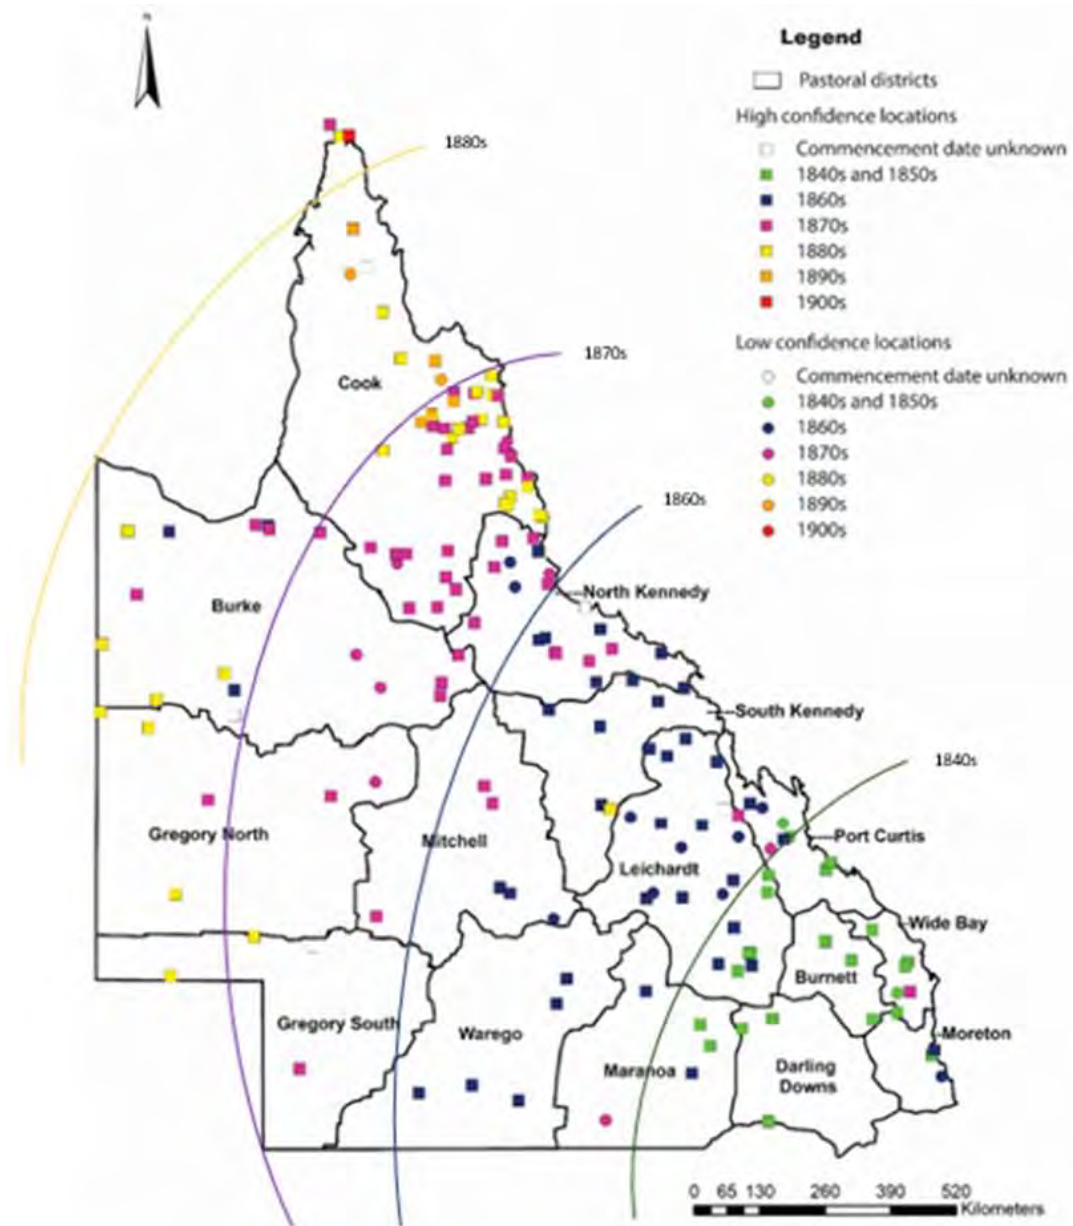 N
Legend
Pastoral districts
High confidence locations
Commencement date unknown
1840s and 1850s
1860s
1870s
1880s
1890s
1900s
Low confidence locations
Commencement date unknown
1840s and 1850s
1860s
1870s
1880s
1890s
1900s
1880s
1870s
Cook
1860s
North Kennedy
Burke
South Kennedy
1840s
Gregory North
Mitchell
Port Curtis
Leichardt
Wide Bay
Burnett
Gregory South
Warego
Moreton
Maranoa
Darling
Downs
0 65 130 260 390 520
Kilometers